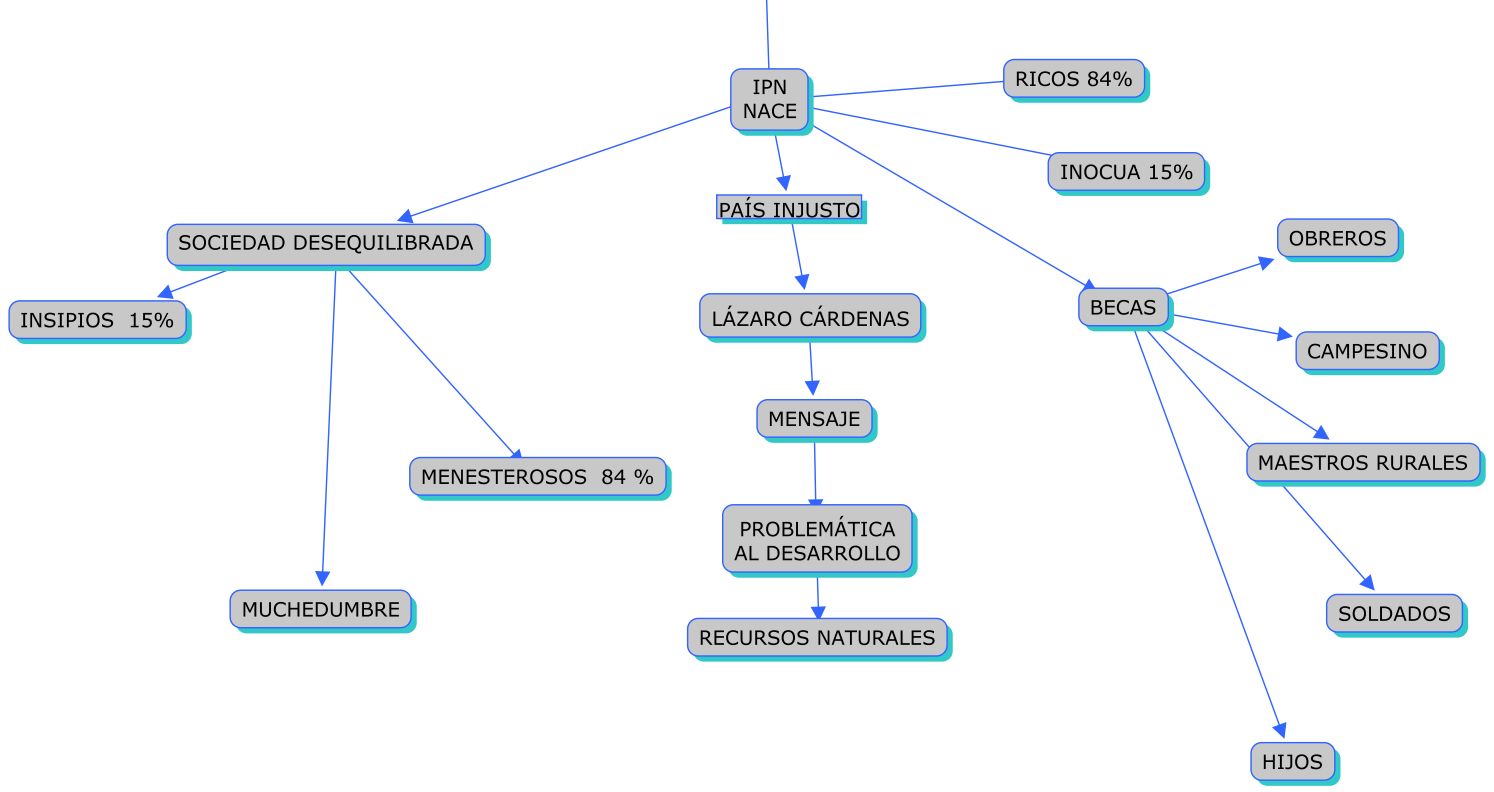 IPN
NACE
RICOS 84%
INOCUA 15%
PAÍS INJUSTO
SOCIEDAD DESEQUILIBRADA
OBREROS
INSIPIOS  15%
LÁZARO CÁRDENAS
BECAS
CAMPESINO
MENSAJE
MENESTEROSOS  84 %
MAESTROS RURALES
PROBLEMÁTICA
AL DESARROLLO
MUCHEDUMBRE
RECURSOS NATURALES
SOLDADOS
HIJOS